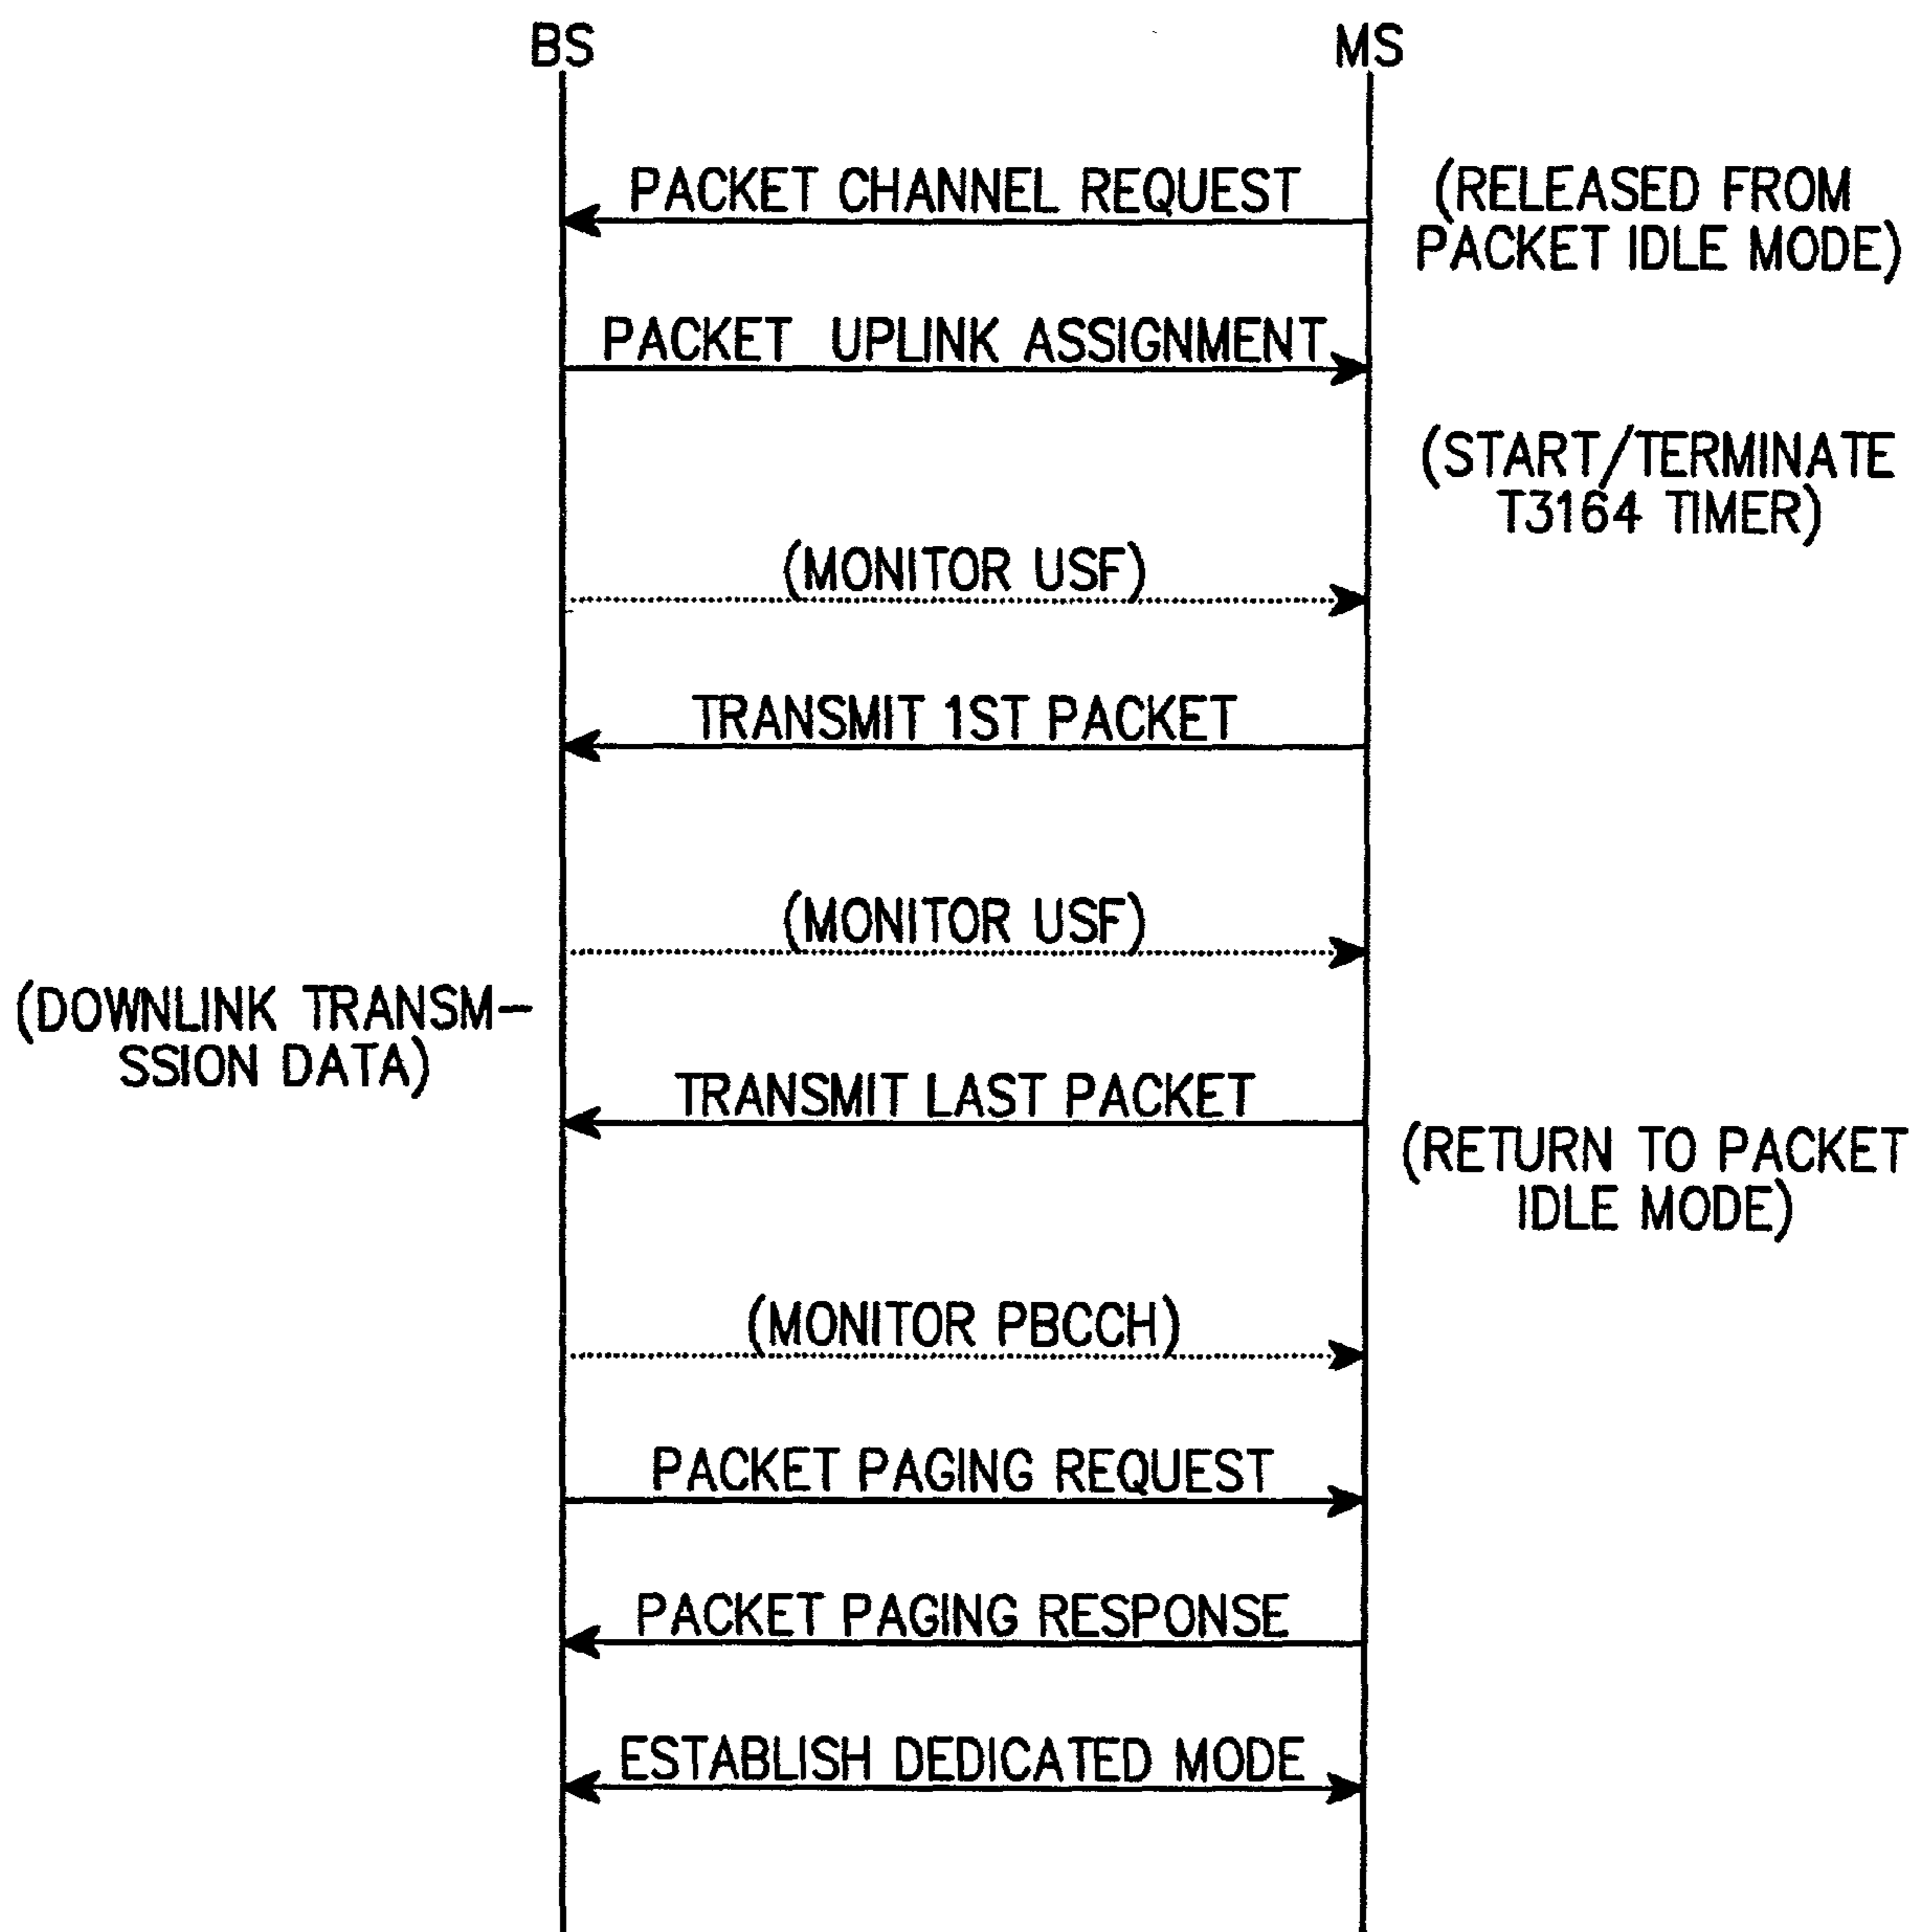 BS
MS
PACKET CHANNEL REQUEST
(RELEASED FROM
PACKET IDLE MODE)
PACKET UPLINK ASSIGNMENT
(START/TERMINATE
T3164 TIMER)
(MONITOR USF)
TRANSMIT 1ST PACKET
(MONITOR USF)
(DOWNLINK TRANSM-
SSION DATA)
TRANSMIT LAST PACKET
(RETURN TO PACKET
IDLE MODE)
(MONITOR PBCCH)
PACKET PAGING REQUEST
PACKET PAGING RESPONSE
ESTABLISH DEDICATED MODE